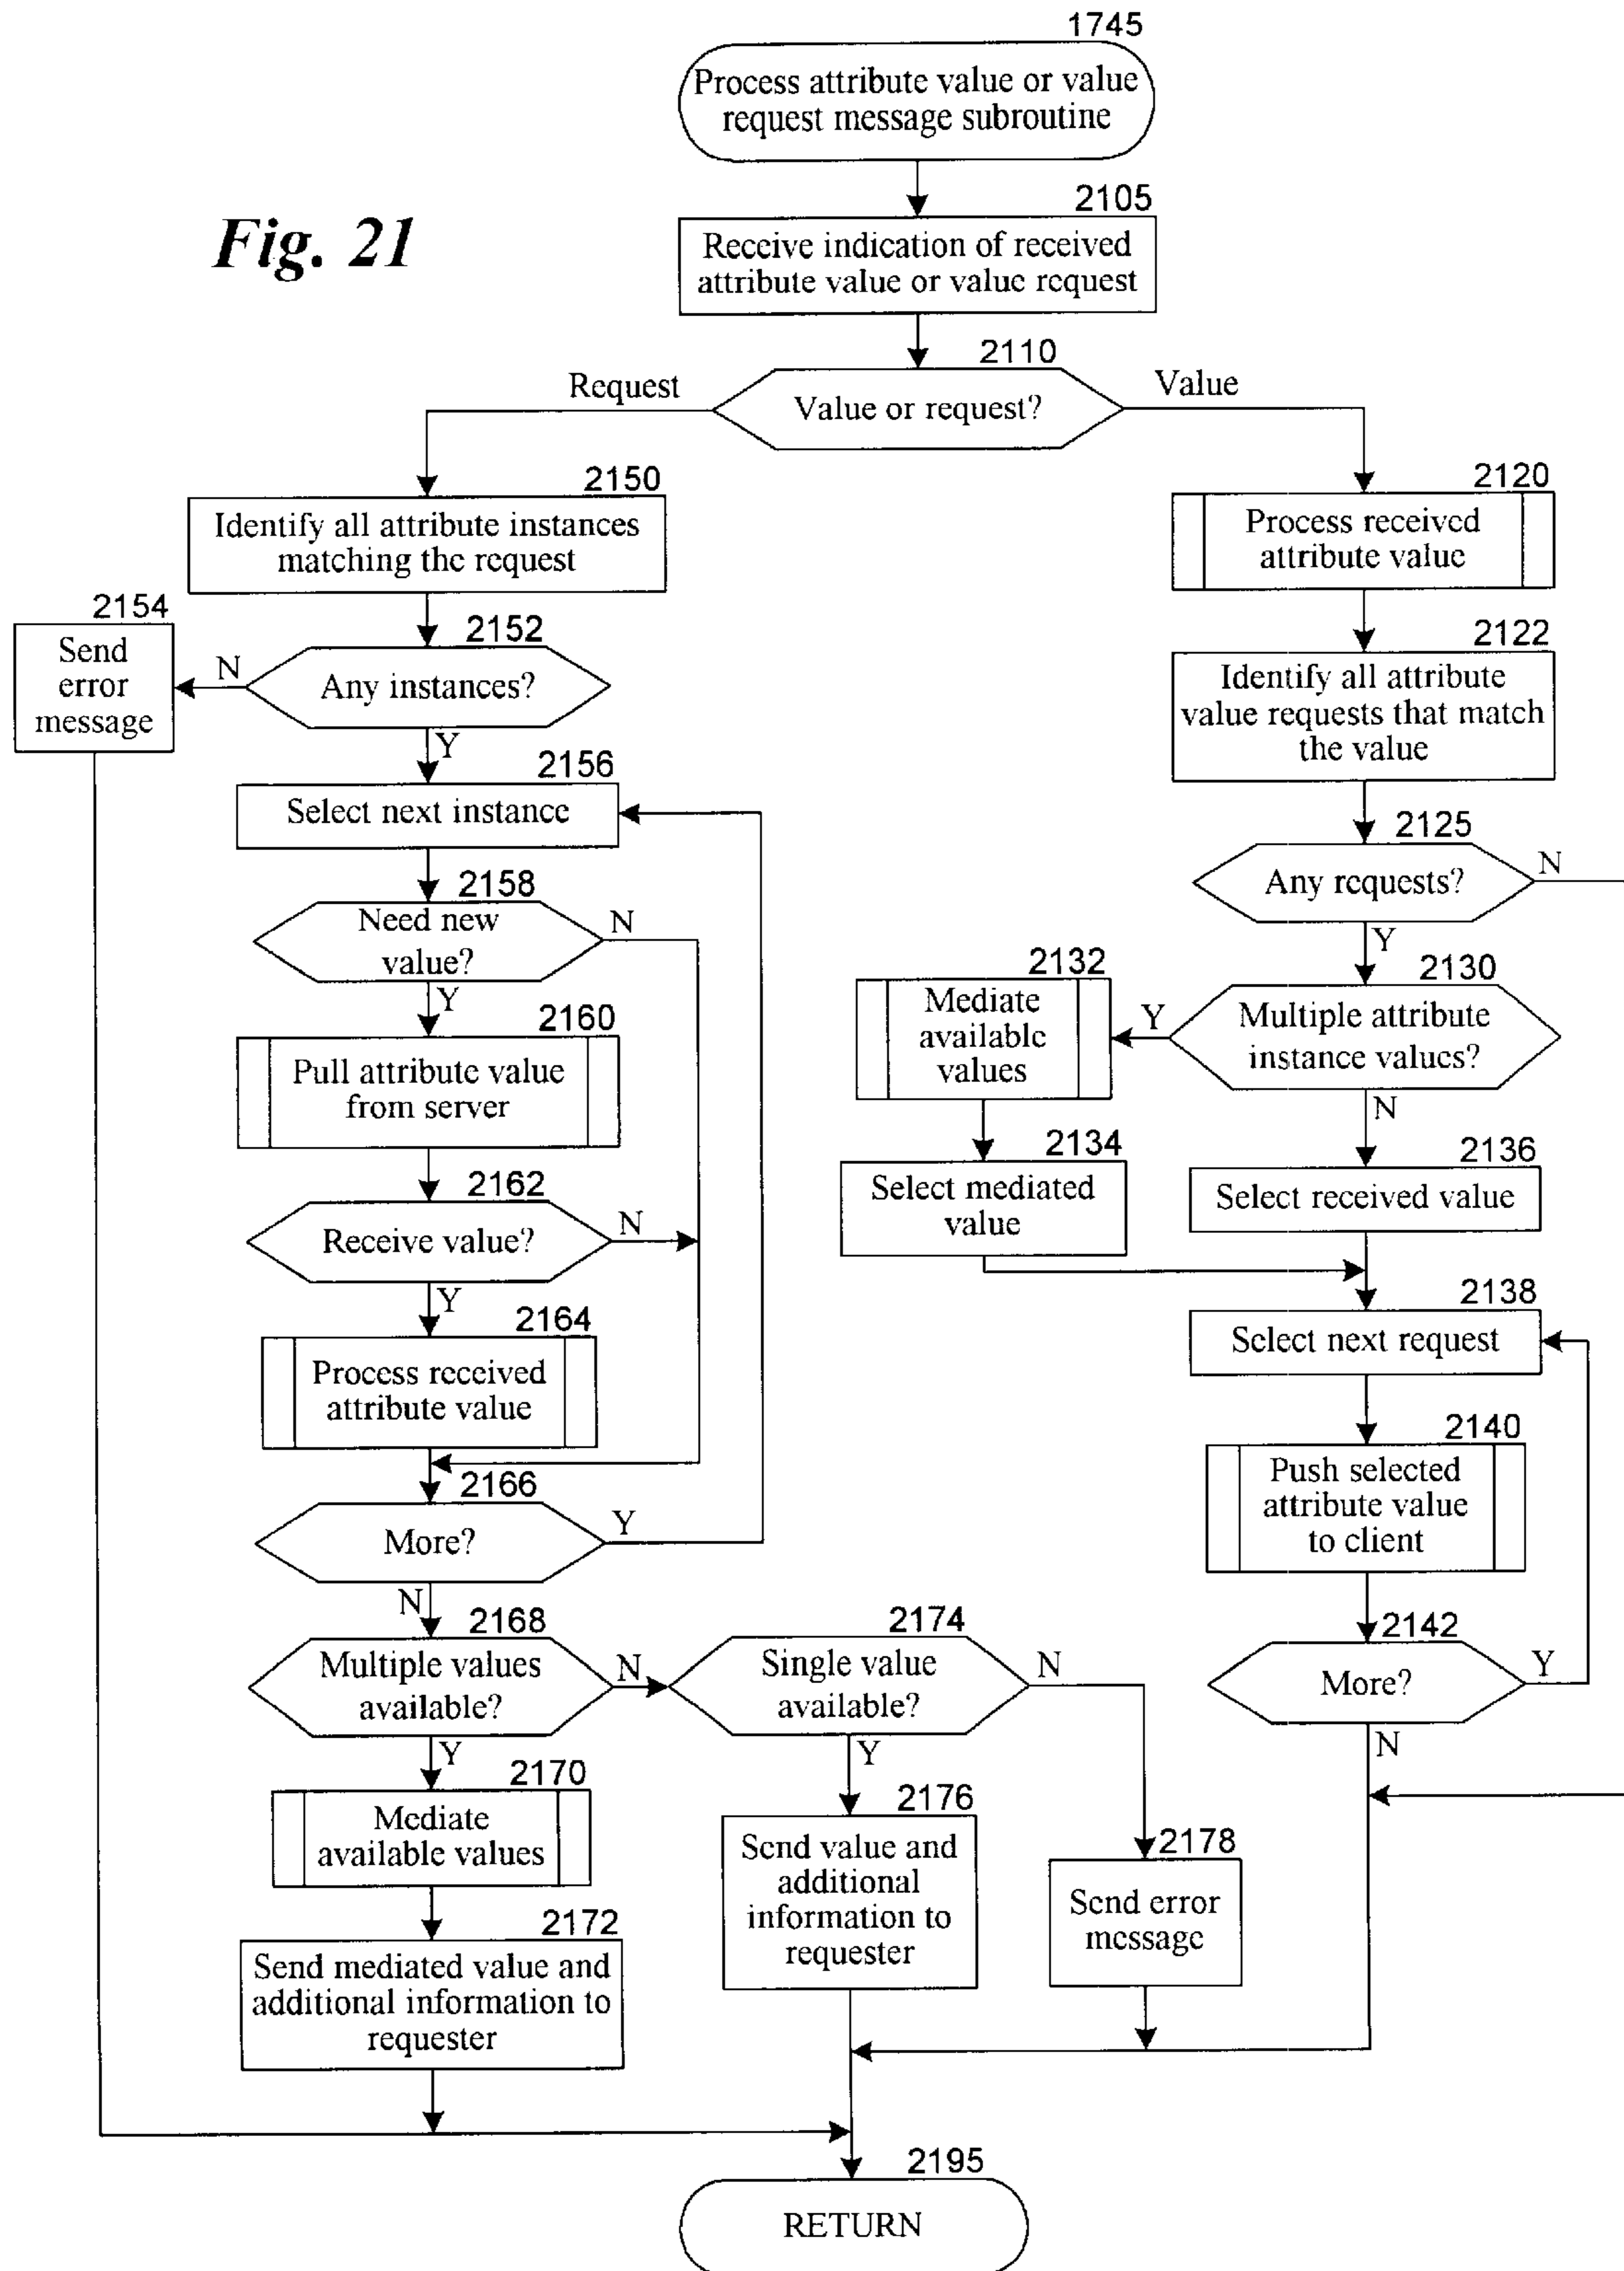 1745
Process attribute value or value
request message subroutine
Fig. 21
2105
Receive indication of received
attribute value or value request
2110
Value or request?
Request
Value
2150
Identify all attribute instances
matching the request
2152
Any instances?
N
2154
Send
error
message
Y
2156
Select next instance
2158
Need new
value?
N
Y
2160
Pull attribute value
from server
2162
Receive value?
N
Y
2164
Process received
attribute value
2166
More?
Y
N
2168
Multiple values
available?
N
Y
2170
Mediate
available values
2172
Send mediated value and
additional information to
requester
2174
Single value
available?
N
Y
2176
Send value and
additional
information to
requester
2178
Send error
message
2120
Process received
attribute value
2122
Identify all attribute
value requests that match
the value
2125
Any requests?
N
Y
2130
Multiple attribute
instance values?
Y
N
2132
Mediate
available
values
2134
Select mediated
value
2136
Select received value
2138
Select next request
2140
Push selected
attribute value
to client
2142
More?
Y
N
2195
RETURN